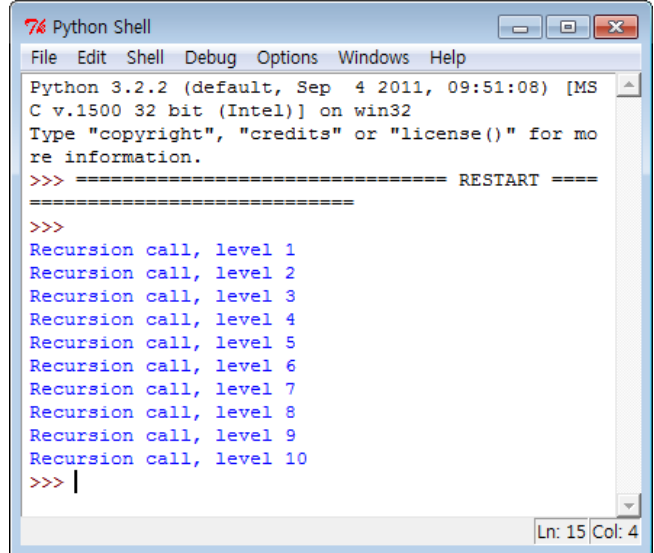 Python Shell
File Edit Shell Debug Options Windows Help
Python 3.2.2 (default, Sep  4 2011, 09:51:08) [MS
C v.1500 32 bit (Intel)] on win32
Type "copyright", "credits" or "license()" for mo
re information.
>>> ================================ RESTART ====
============================
>>>
Recursion call, level 1
Recursion call, level 2
Recursion call, level 3
Recursion call, level 4
Recursion call, level 5
Recursion call, level 6
Recursion call, level 7
Recursion call, level 8
Recursion call, level 9
Recursion call, level 10
>>>
Ln: 15 Col: 4